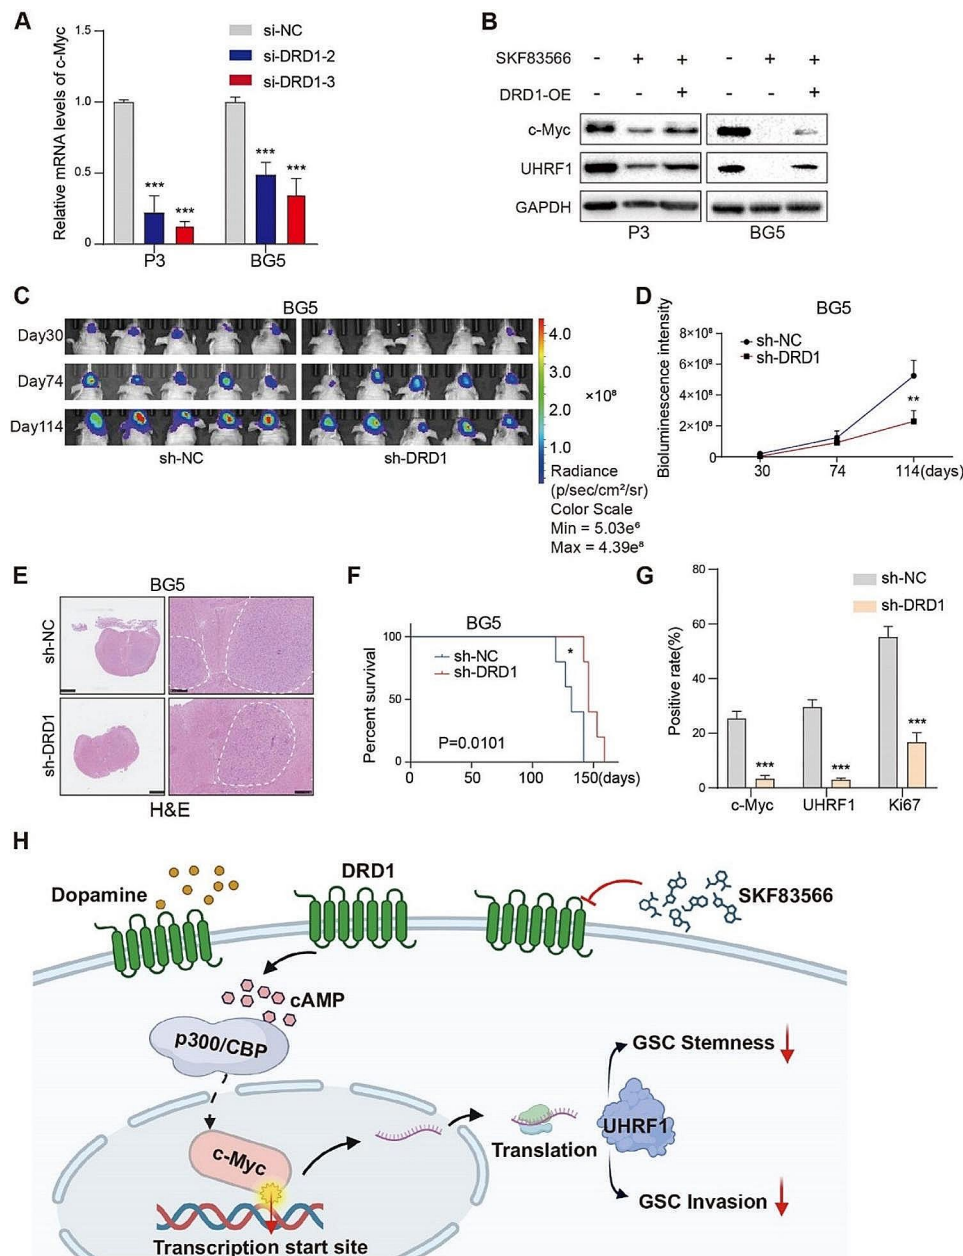 A
si-NC
si-DRD1-2
si-DRD1-3
Relative mRNA levels of c-Myc
1.5
1.0
0.5
0
***
***
***
***
P3
BG5
B
SKF83566 - + + - + +
DRD1-OE - - + - - +
c-Myc
UHRF1
GAPDH
P3
BG5
C
BG5
Day30
Day74
Day114
sh-NC
sh-DRD1
4.0
3.0
2.0
1.0
×10⁸
Radiance
(p/sec/cm²/sr)
Color Scale
Min = 5.03e⁶
Max = 4.39e⁸
D
BG5
Bioluminescence intensity
8×10⁸
6×10⁸
4×10⁸
2×10⁸
0
sh-NC
sh-DRD1
**
30 74 114(days)
E
BG5
sh-NC
sh-DRD1
H&E
F
BG5
Percent survival
100
50
0
sh-NC
sh-DRD1
*
P=0.0101
0 50 100 150(days)
G
Positive rate(%)
80
60
40
20
0
sh-NC
sh-DRD1
***
***
***
c-Myc UHRF1 Ki67
H
Dopamine
DRD1
SKF83566
cAMP
p300/CBP
c-Myc
Transcription start site
Translation
UHRF1
GSC Stemness
GSC Invasion